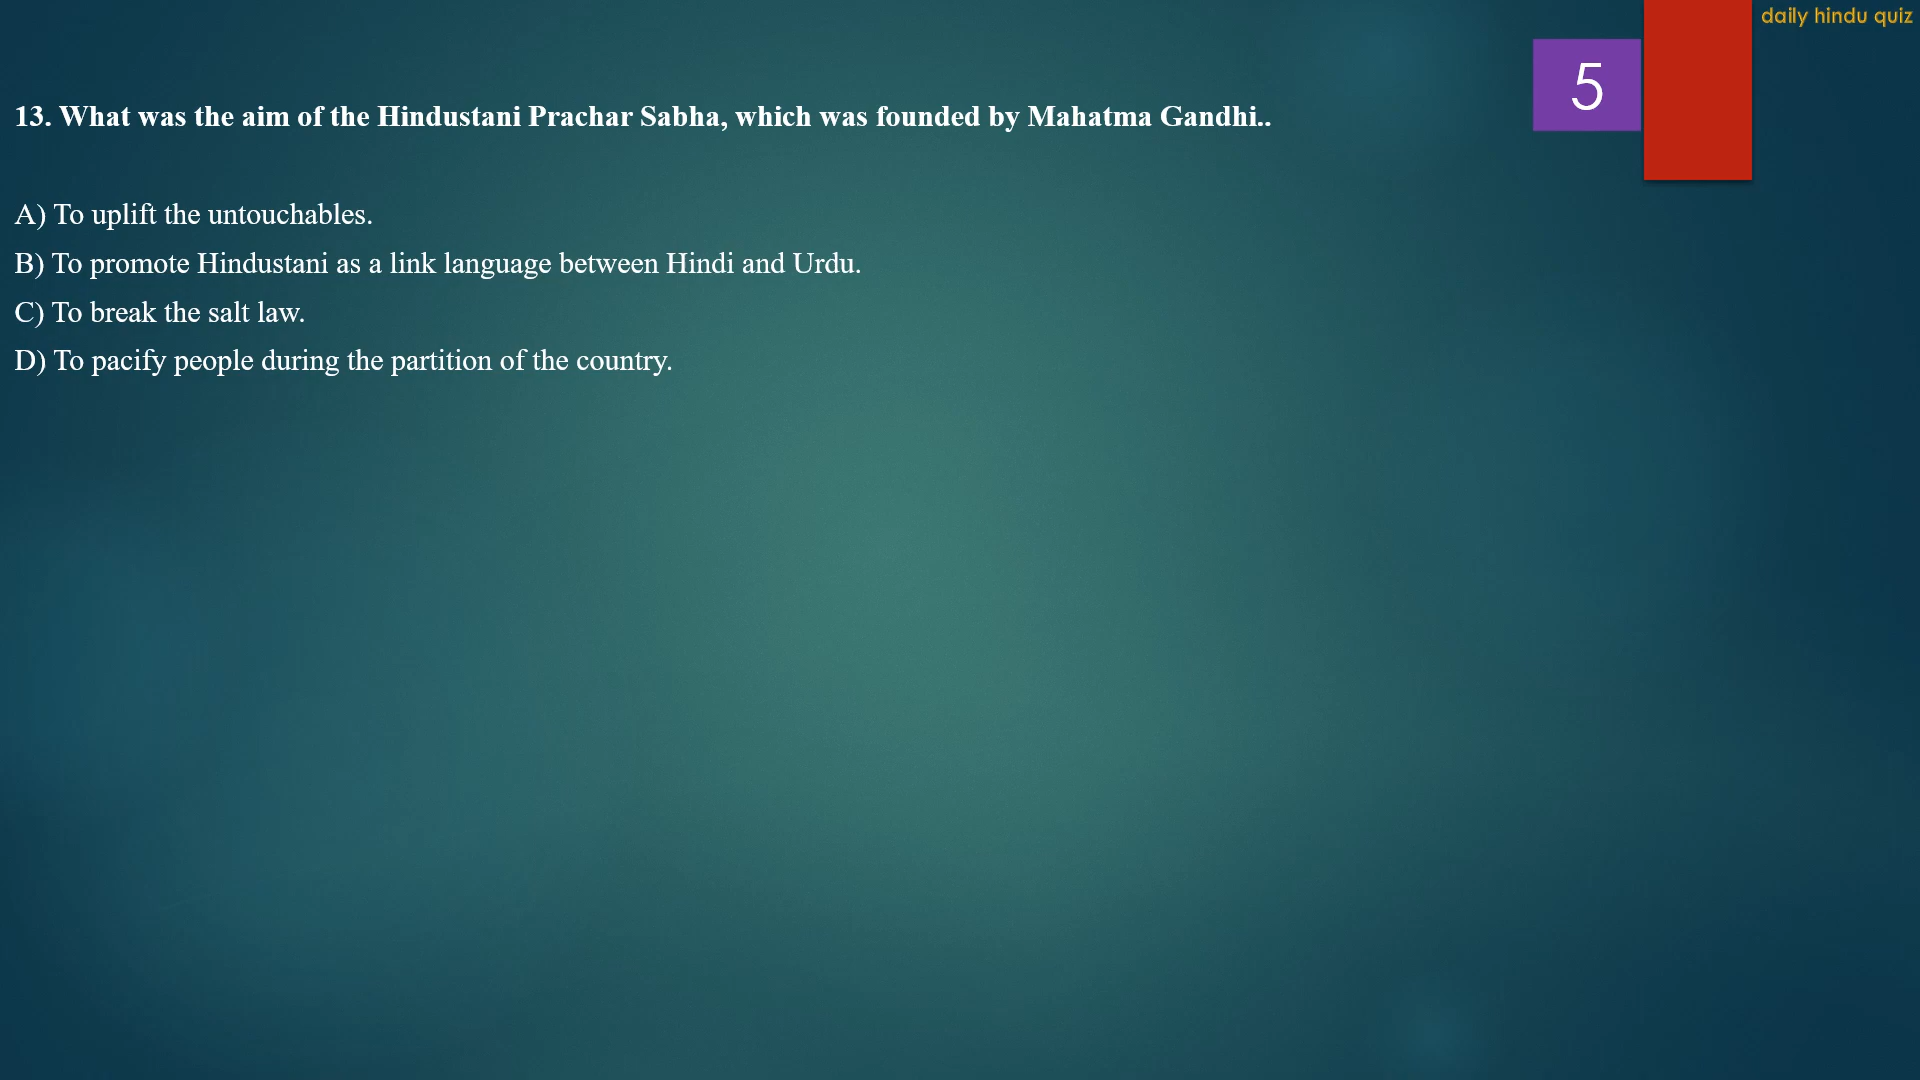 daily hindu quiz
5
13. What was the aim of the Hindustani Prachar Sabha, which was founded by Mahatma Gandhi..
A) To uplift the untouchables.
B) To promote Hindustani as a link language between Hindi and Urdu.
C) To break the salt law.
D) To pacify people during the partition of the country.